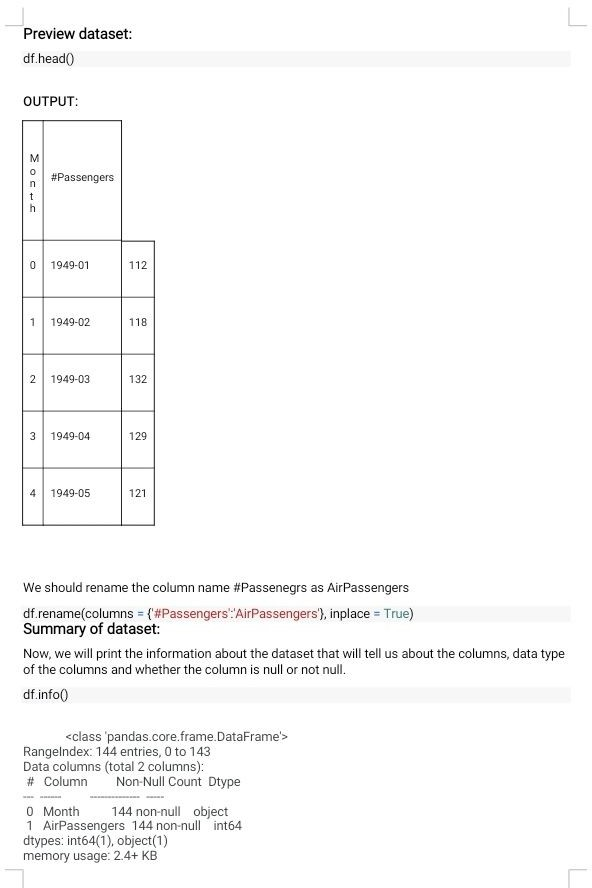 Preview dataset:
df.head()
OUTPUT:
Month #Passengers
0 1949-01 112
1 1949-02 118
2 1949-03 132
3 1949-04 129
4 1949-05 121
We should rename the column name #Passenegrs as AirPassengers
df.rename(columns = {'#Passengers':'AirPassengers'}, inplace = True)
Summary of dataset:
Now, we will print the information about the dataset that will tell us about the columns, data type
of the columns and whether the column is null or not null.
df.info()
<class 'pandas.core.frame.DataFrame'>
RangeIndex: 144 entries, 0 to 143
Data columns (total 2 columns):
# Column Non-Null Count Dtype
--- ------ -------------- -----
0 Month 144 non-null object
1 AirPassengers 144 non-null int64
dtypes: int64(1), object(1)
memory usage: 2.4+ KB